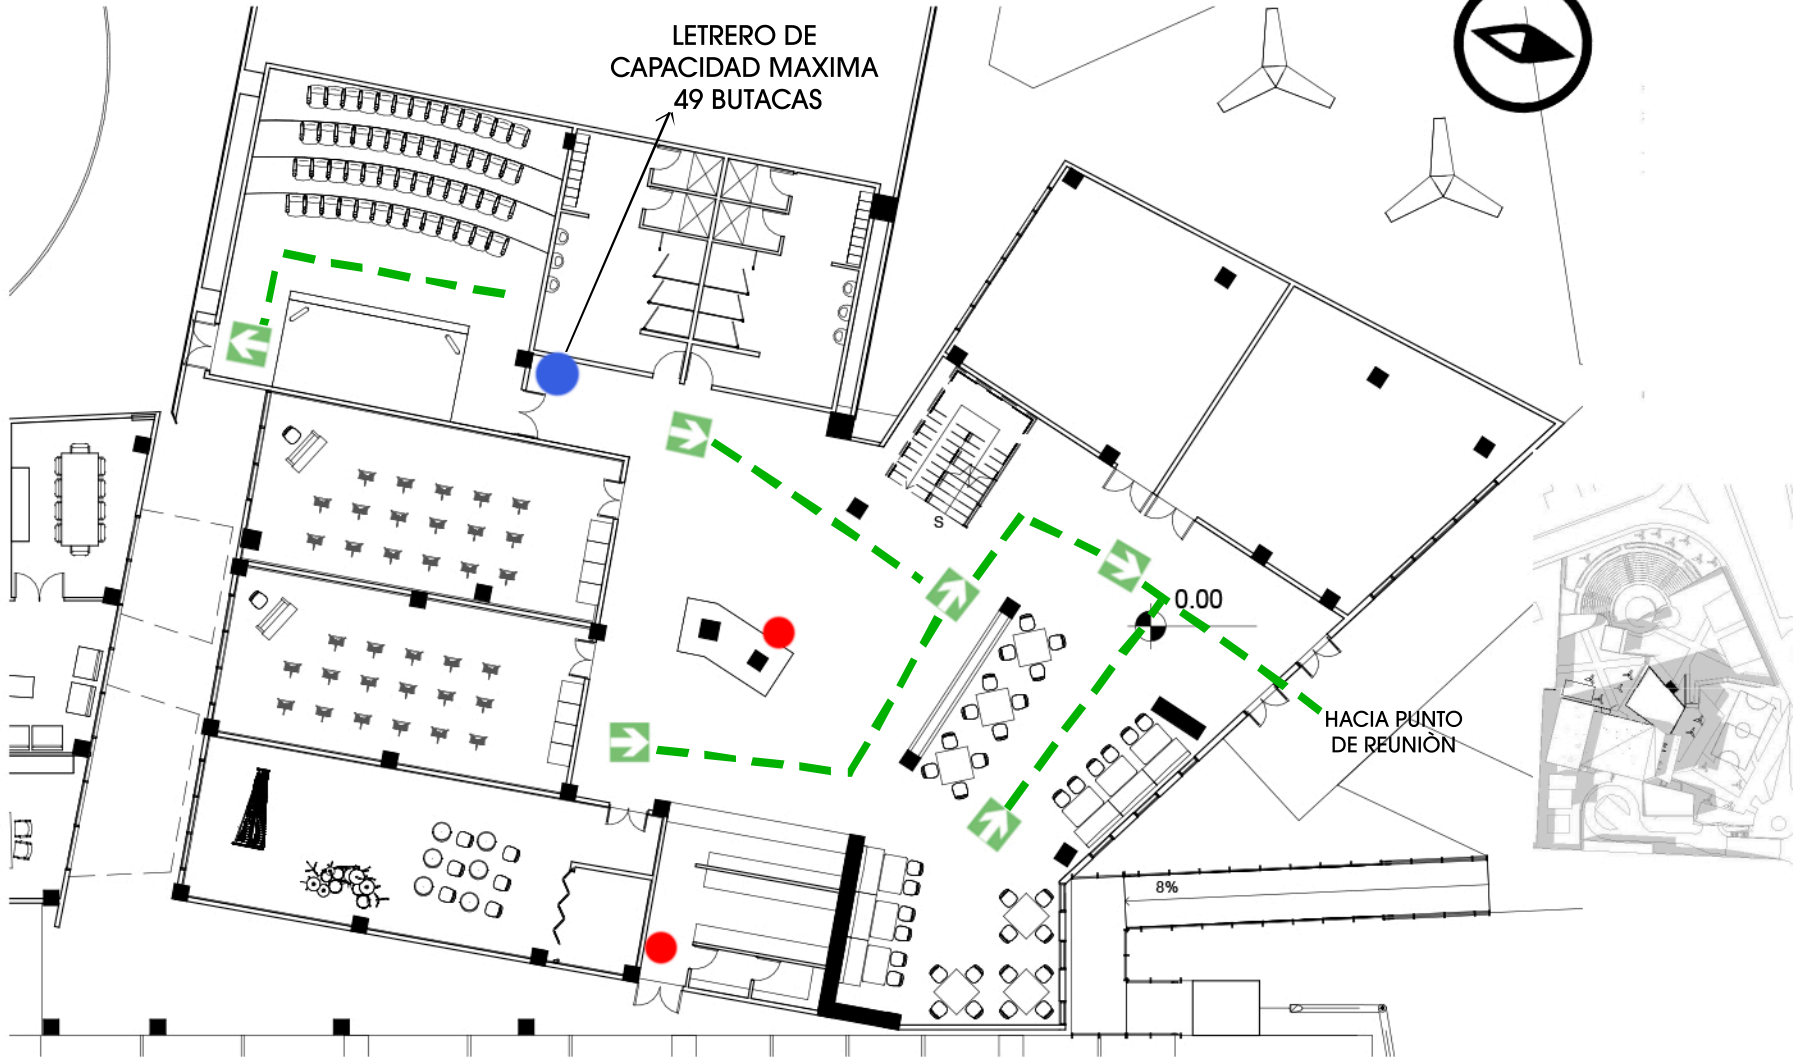 LETRERO DE
CAPACIDAD MAXIMA
49 BUTACAS
S
0.00
HACIA PUNTO
DE REUNIÒN
8%